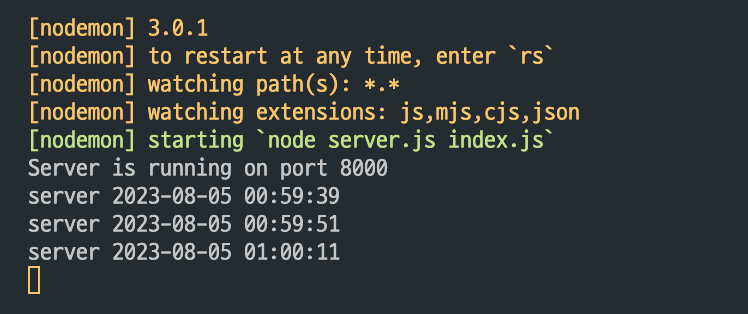 [nodemon] 3.0.1
[nodemon] to restart at any time, enter `rs`
[nodemon] watching path(s): *.*
[nodemon] watching extensions: js,mjs,cjs,json
[nodemon] starting `node server.js index.js`
Server is running on port 8000
server 2023-08-05 00:59:39
server 2023-08-05 00:59:51
server 2023-08-05 01:00:11